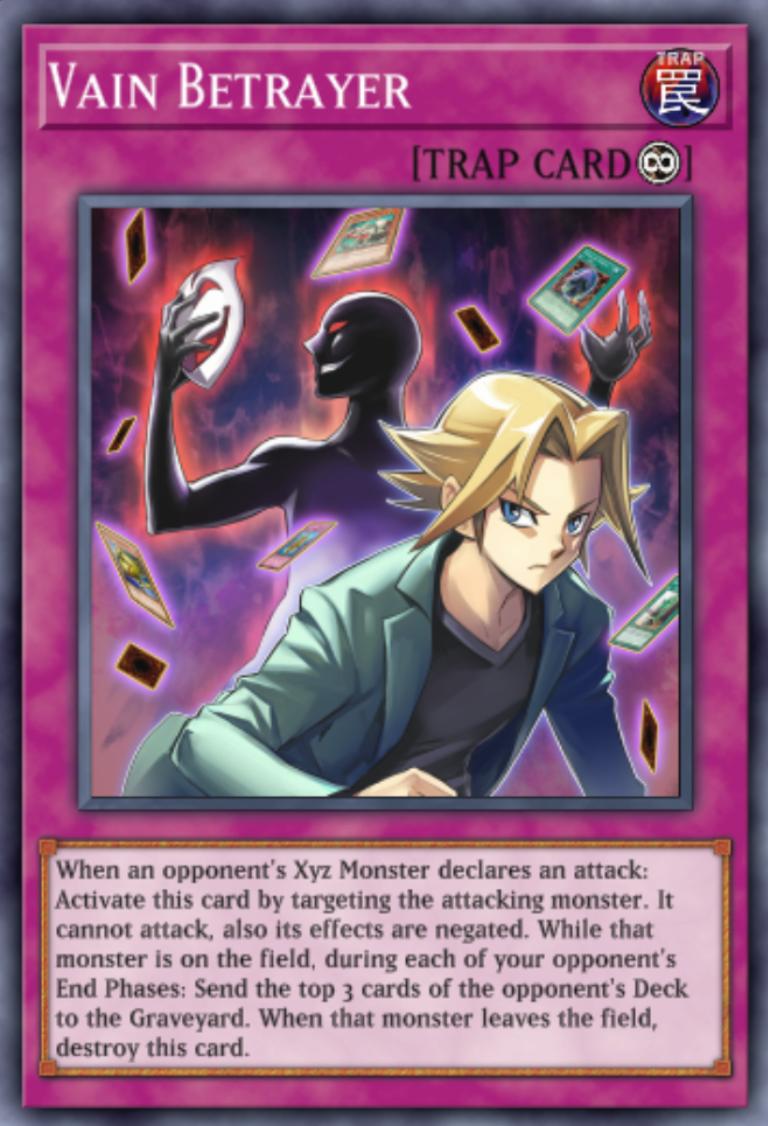 VAIN BETRAYER
TRAP
罠
[TRAP CARD]
When an opponent's Xyz Monster declares an attack:
Activate this card by targeting the attacking monster. It
cannot attack, also its effects are negated. While that
monster is on the field, during each of your opponent's
End Phases: Send the top 3 cards of the opponent's Deck
to the Graveyard. When that monster leaves the field,
destroy this card.